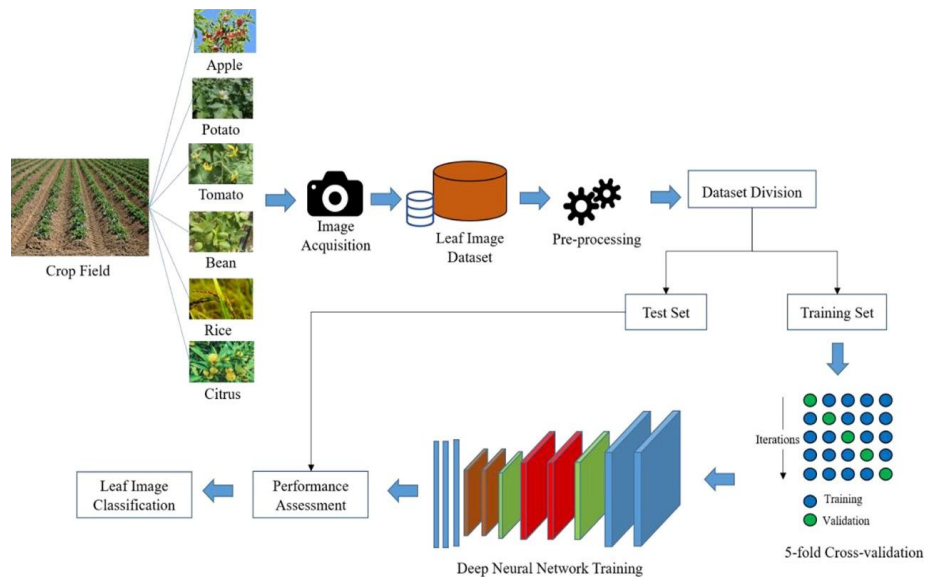 Apple
Potato
Tomato
Bean
Rice
Citrus
Crop Field
Image
Acquisition
Leaf Image
Dataset
Pre-processing
Dataset Division
Test Set
Training Set
Iterations
Training
Validation
5-fold Cross-validation
Deep Neural Network Training
Performance
Assessment
Leaf Image
Classification